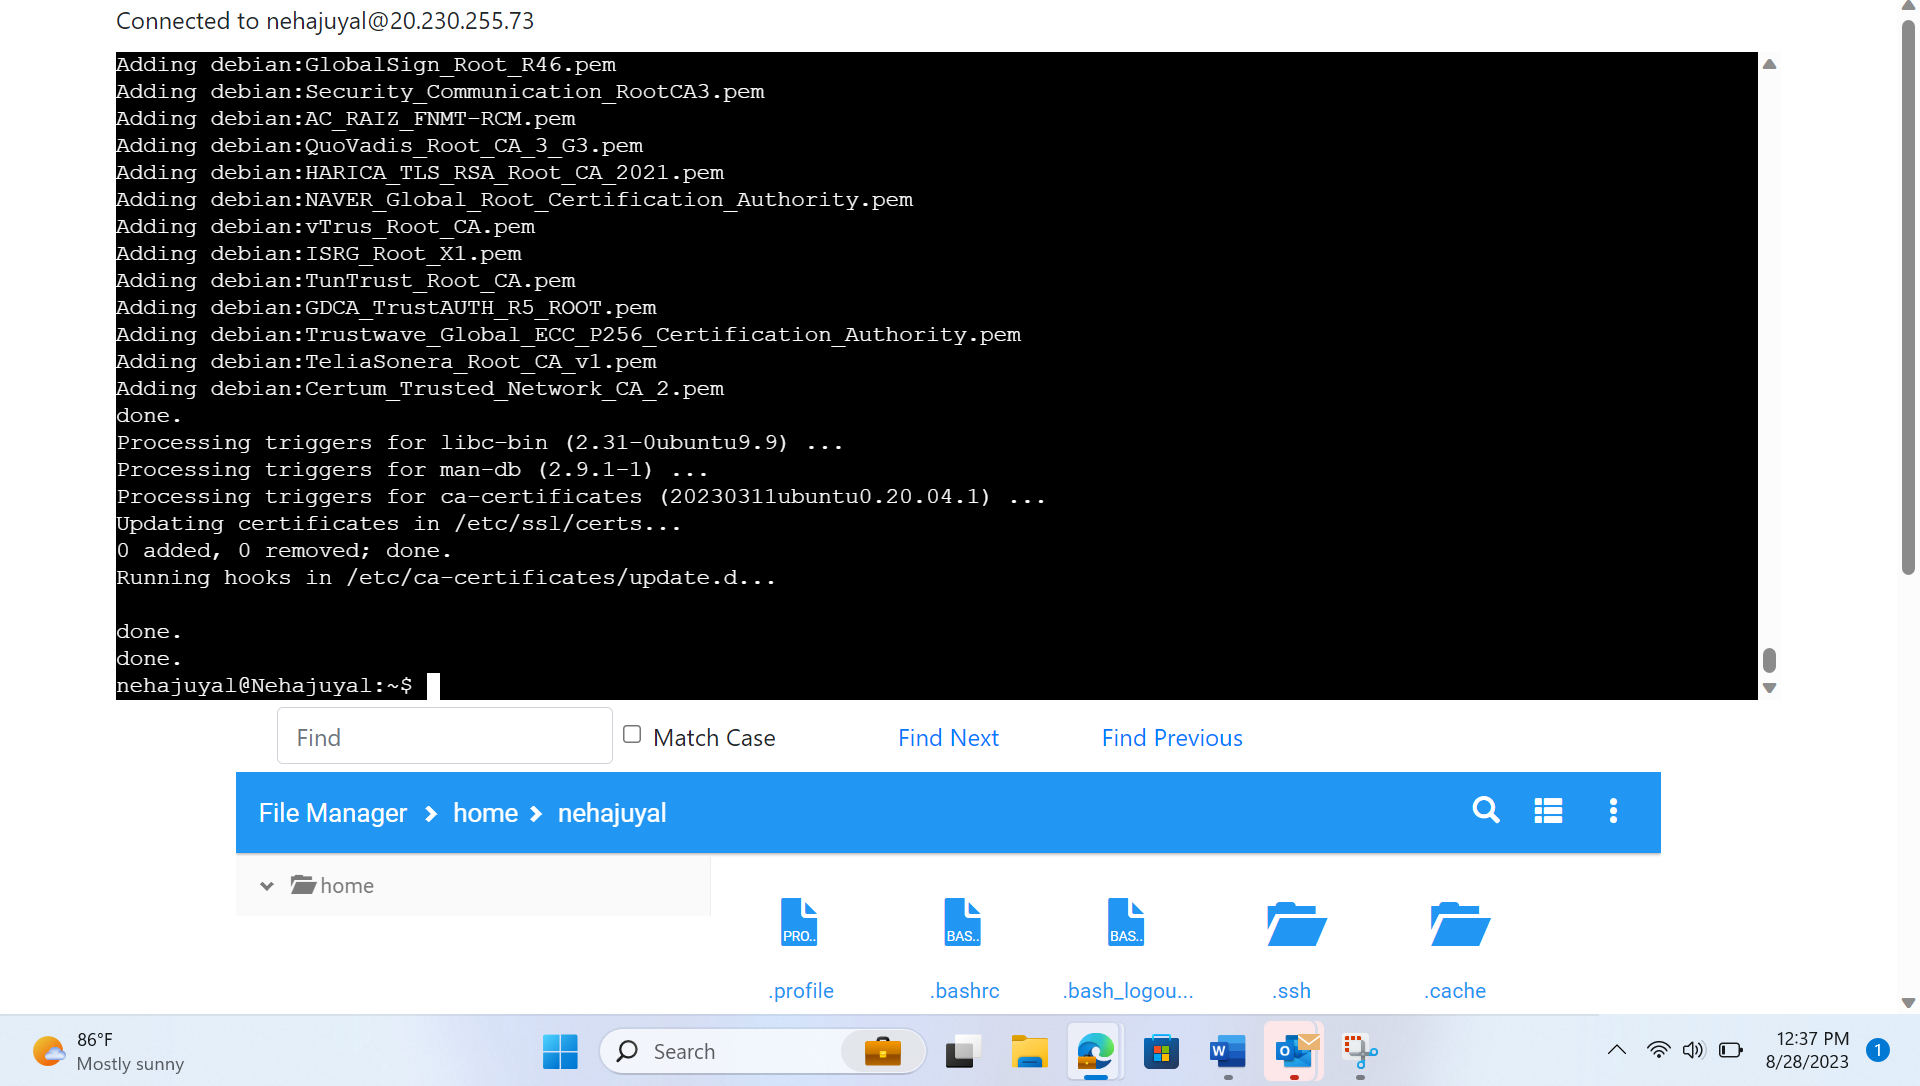 Connected to nehajuyal@20.230.255.73
Adding debian:GlobalSign_Root_R46.pem
Adding debian:Security_Communication_RootCA3.pem
Adding debian:AC_RAIZ_FNMT-RCM.pem
Adding debian:QuoVadis_Root_CA_3_G3.pem
Adding debian:HARICA_TLS_RSA_Root_CA_2021.pem
Adding debian:NAVER_Global_Root_Certification_Authority.pem
Adding debian:vTrus_Root_CA.pem
Adding debian:ISRG_Root_X1.pem
Adding debian:TunTrust_Root_CA.pem
Adding debian:GDCA_TrustAUTH_R5_ROOT.pem
Adding debian:Trustwave_Global_ECC_P256_Certification_Authority.pem
Adding debian:TeliaSonera_Root_CA_v1.pem
Adding debian:Certum_Trusted_Network_CA_2.pem
done.
Processing triggers for libc-bin (2.31-0ubuntu9.9) ...
Processing triggers for man-db (2.9.1-1) ...
Processing triggers for ca-certificates (20230311ubuntu0.20.04.1) ...
Updating certificates in /etc/ssl/certs...
0 added, 0 removed; done.
Running hooks in /etc/ca-certificates/update.d...
done.
done.
nehajuyal@Nehajuyal:~$
Find Match Case Find Next Find Previous
File Manager home nehajuyal
home
PRO.. BAS.. BAS..
.profile .bashrc .bash_logou... .ssh .cache
86°F
Mostly sunny
Search
W O
12:37 PM
8/28/2023
1